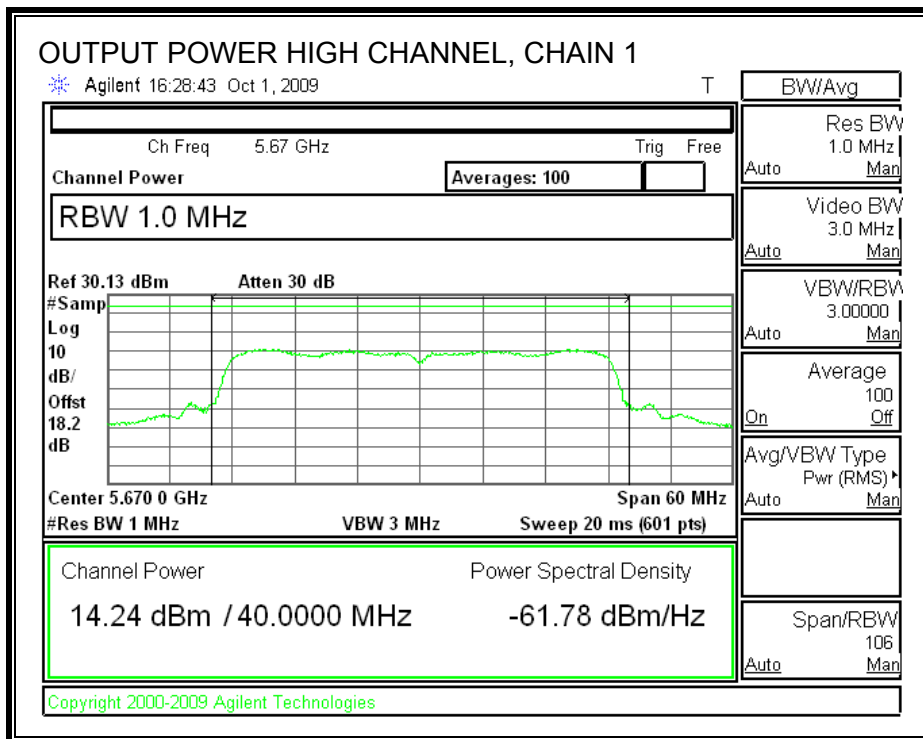 OUTPUT POWER HIGH CHANNEL, CHAIN 1
Agilent 16:28:43 Oct 1, 2009 T
Ch Freq 5.67 GHz Trig Free
Channel Power Averages: 100
RBW 1.0 MHz
Ref 30.13 dBm Atten 30 dB
#Samp
Log
10
dB/
Offst
18.2
dB
Center 5.670 0 GHz Span 60 MHz
#Res BW 1 MHz VBW 3 MHz Sweep 20 ms (601 pts)
Channel Power Power Spectral Density
14.24 dBm / 40.0000 MHz -61.78 dBm/Hz
Copyright 2000-2009 Agilent Technologies
BW/Avg
Res BW
1.0 MHz
Auto Man
Video BW
3.0 MHz
Auto Man
VBW/RBW
3.00000
Auto Man
Average
100
On Off
Avg/VBW Type
Pwr (RMS)
Auto Man
Span/RBW
106
Auto Man